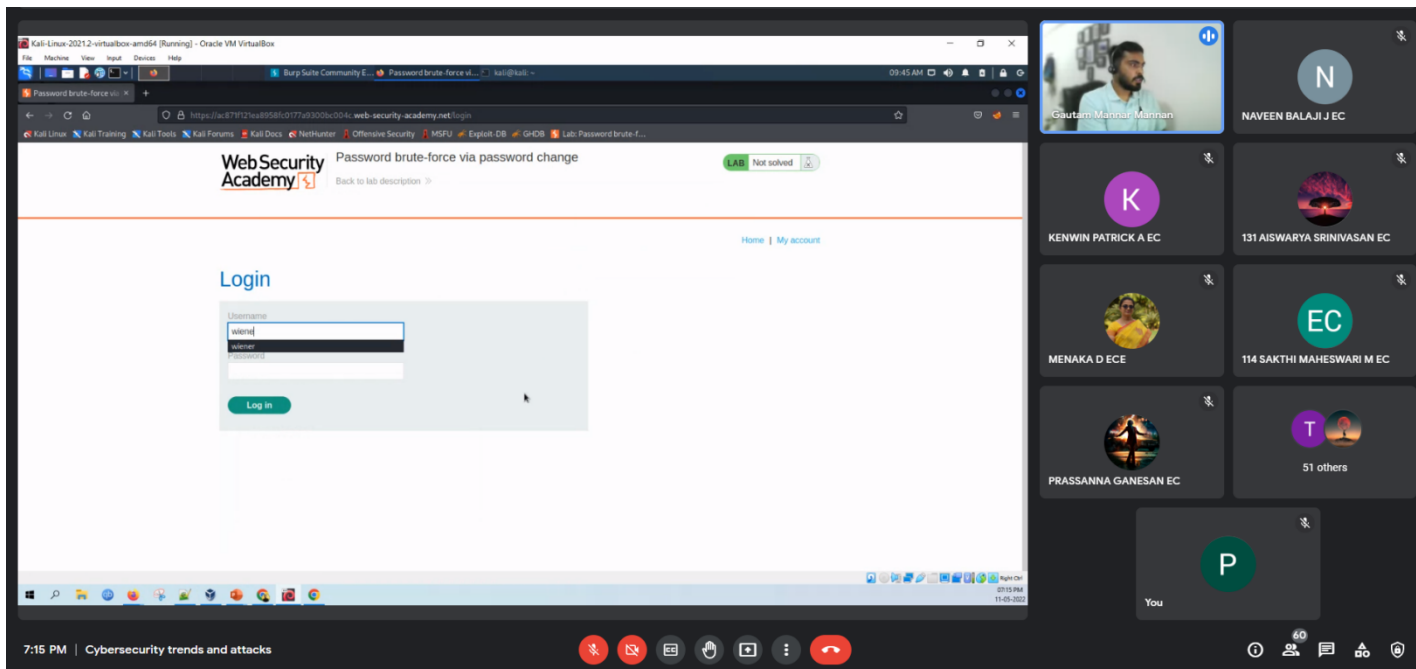 Kali-Linux-2021.2-virtualbox-amd64 [Running] - Oracle VM VirtualBox
File Machine View Input Devices Help
Burp Suite Community E... Password brute-force vi... kali@kali: ~ 09:45 AM
Password brute-force via
web-security-academy.net/login
Kali Linux Kali Training Kali Tools Kali Forums Kali Docs NetHunter Offensive Security MSFU Exploit-DB GHDB Lab: Password brute-f...
WebSecurity Academy
Password brute-force via password change
Back to lab description
LAB Not solved
Home | My account
Login
Username
wiene
wiener
Password
Log in
Right Ctrl
07:15 PM
11-05-2022
Gautam Mannar Mannan
N
NAVEEN BALAJI J EC
K
KENWIN PATRICK A EC
131 AISWARYA SRINIVASAN EC
MENAKA D ECE
EC
114 SAKTHI MAHESWARI M EC
PRASSANNA GANESAN EC
T
51 others
P
You
7:15 PM | Cybersecurity trends and attacks
CC
60